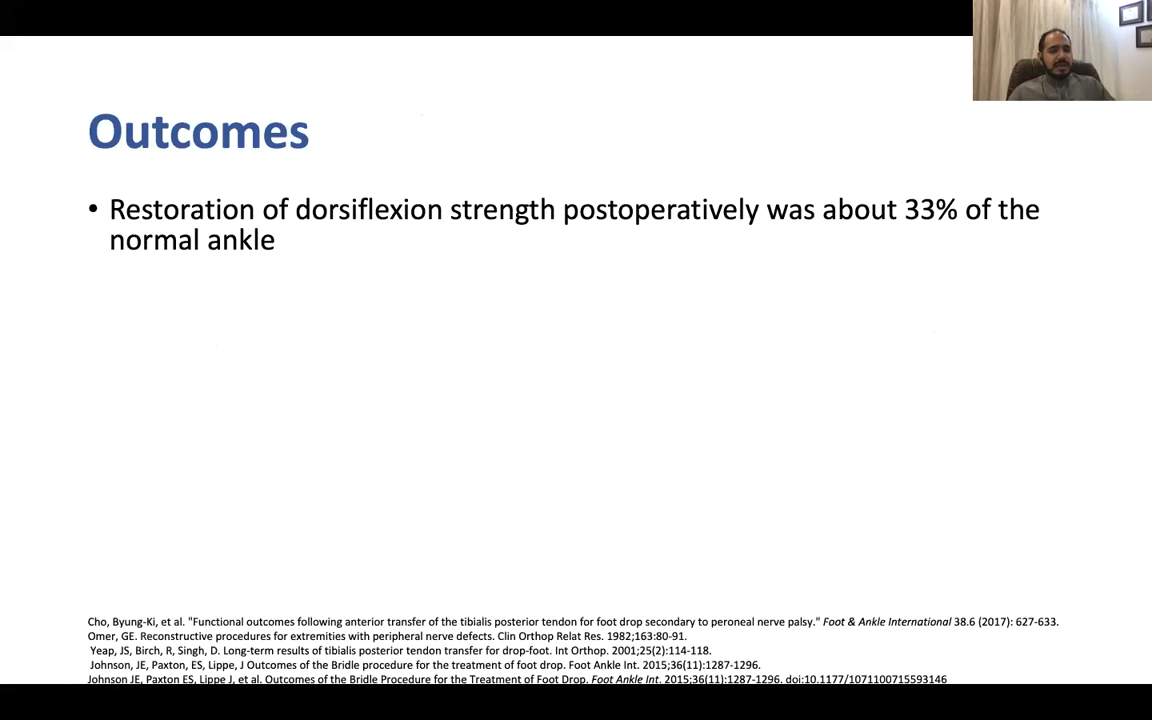 Outcomes
• Restoration of dorsiflexion strength postoperatively was about 33% of the
normal ankle
Cho, Byung-Ki, et al. "Functional outcomes following anterior transfer of the tibialis posterior tendon for foot drop secondary to peroneal nerve palsy." Foot & Ankle International 38.6 (2017): 627-633.
Omer, GE. Reconstructive procedures for extremities with peripheral nerve defects. Clin Orthop Relat Res. 1982;163:80-91.
Yeap, JS, Birch, R, Singh, D. Long-term results of tibialis posterior tendon transfer for drop-foot. Int Orthop. 2001;25(2):114-118.
Johnson, JE, Paxton, ES, Lippe, J Outcomes of the Bridle procedure for the treatment of foot drop. Foot Ankle Int. 2015;36(11):1287-1296.
Johnson JE, Paxton ES, Lippe J, et al. Outcomes of the Bridle Procedure for the Treatment of Foot Drop. Foot Ankle Int. 2015;36(11):1287-1296. doi:10.1177/1071100715593146